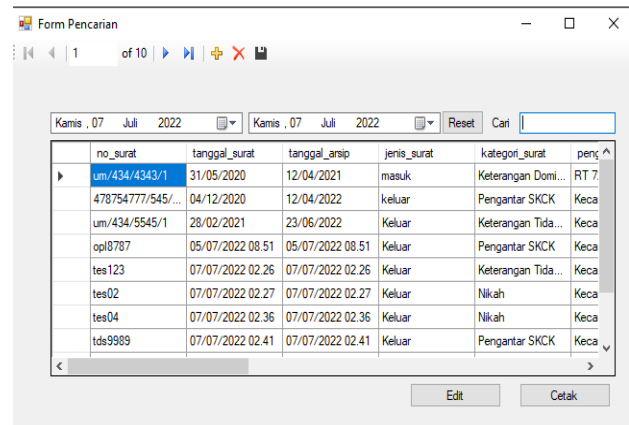 Form Pencarian
1 of 10
Kamis , 07 Juli 2022 Kamis , 07 Juli 2022 Reset Cari
no_surat tanggal_surat tanggal_arsip jenis_surat kategori_surat peng
um/434/4343/1 31/05/2020 12/04/2021 masuk Keterangan Domi... RT 7
478754777/545/... 04/12/2020 12/04/2022 keluar Pengantar SKCK Keca
um/434/5545/1 28/02/2021 23/06/2022 Keluar Keterangan Tida... Keca
opl8787 05/07/2022 08.51 05/07/2022 08.51 Keluar Pengantar SKCK Keca
tes123 07/07/2022 02.26 07/07/2022 02.26 Keluar Keterangan Tida... Keca
tes02 07/07/2022 02.27 07/07/2022 02.27 Keluar Nikah Keca
tes04 07/07/2022 02.36 07/07/2022 02.36 Keluar Nikah Keca
tds9989 07/07/2022 02.41 07/07/2022 02.41 Keluar Pengantar SKCK Keca
Edit Cetak